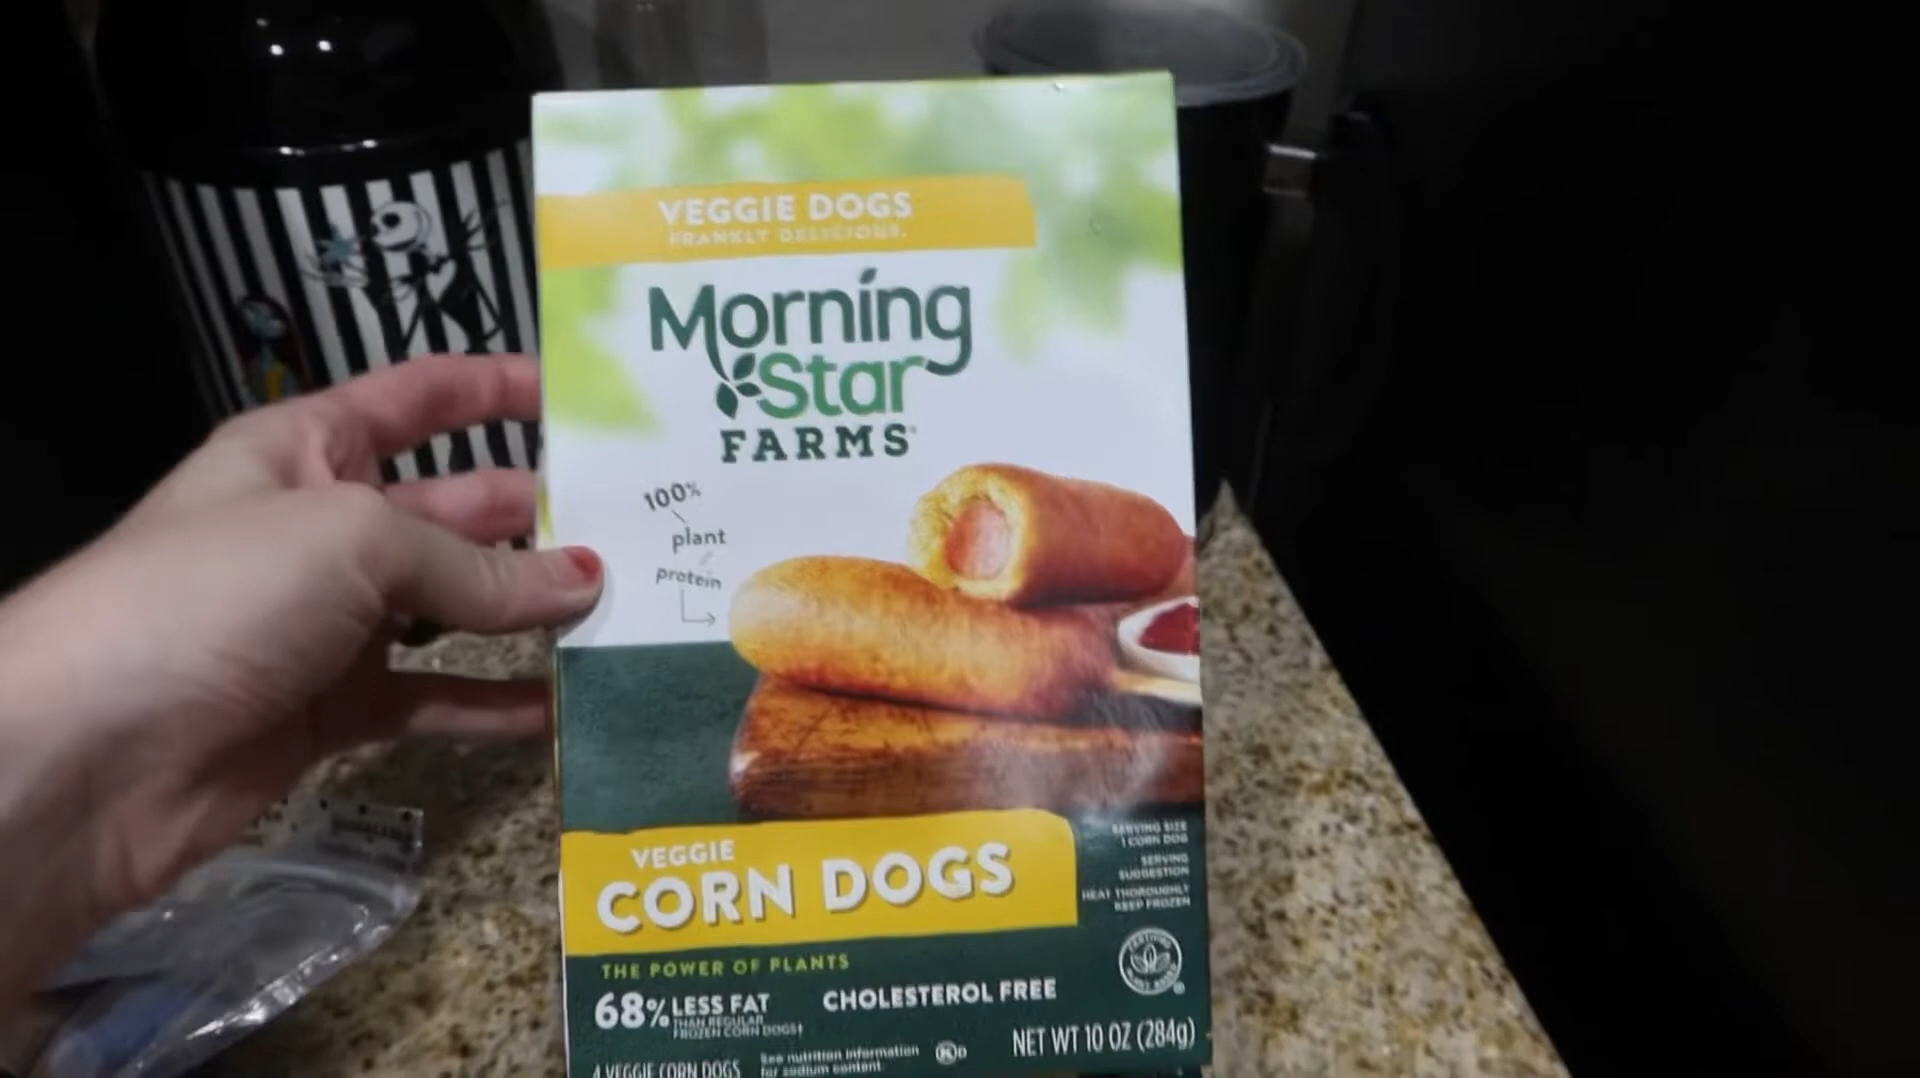 VEGGIE DOGS
FRANKLY DELICIOUS.
Morning
Star
FARMS
100%
plant
protein
VEGGIE
CORN DOGS
SERVING SIZE
1 CORN DOG
SERVING
SUGGESTION
HEAT THOROUGHLY
KEEP FROZEN
THE POWER OF PLANTS
68% LESS FAT
THAN REGULAR
FROZEN CORN DOGS†
CHOLESTEROL FREE
4 VEGGIE CORN DOGS
See nutrition information
for sodium content.
K D
NET WT 10 OZ (284g)